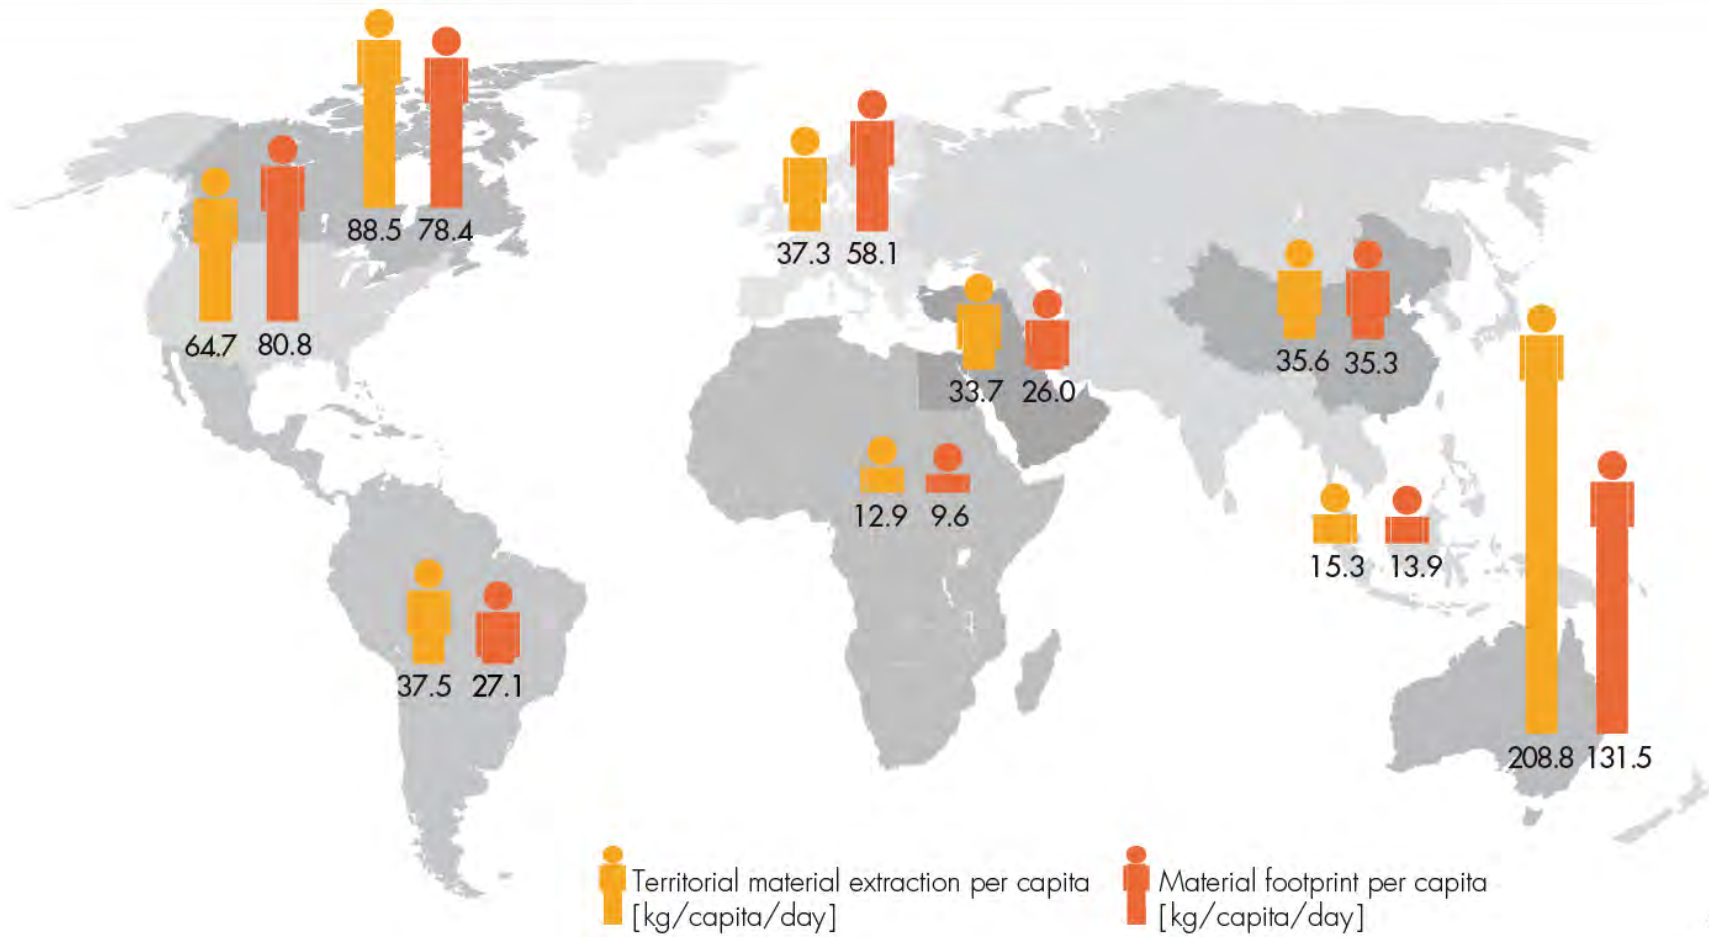 88.5 78.4
64.7 80.8
37.3 58.1
33.7 26.0
35.6 35.3
12.9 9.6
15.3 13.9
37.5 27.1
208.8 131.5
Territorial material extraction per capita
[kg/capita/day]
Material footprint per capita
[kg/capita/day]